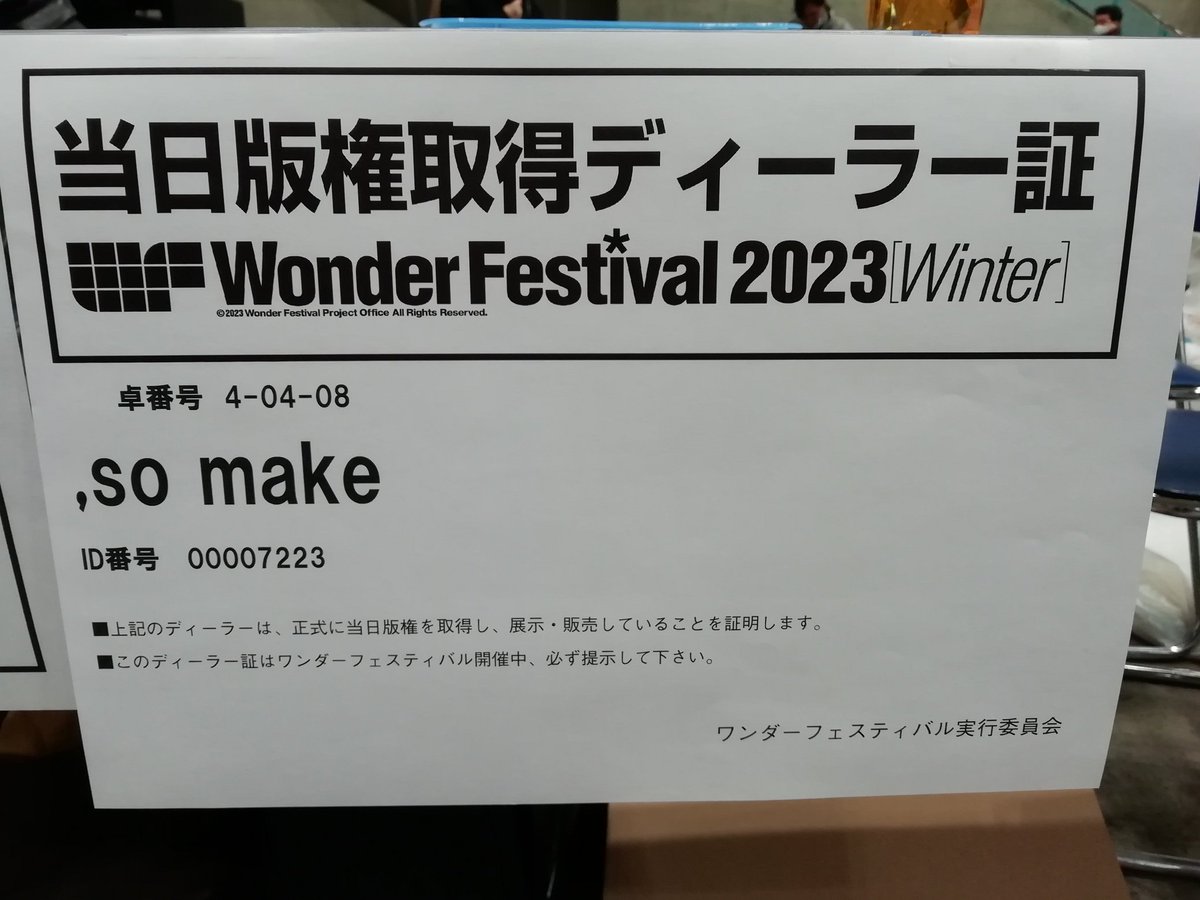 当日版権取得ディーラー証
WF Wonder Festival 2023[Winter]
©2023 Wonder Festival Project Office All Rights Reserved.
卓番号 4-04-08
,so make
ID番号 00007223
■上記のディーラーは、正式に当日版権を取得し、展示・販売していることを証明します。
■このディーラー証はワンダーフェスティバル開催中、必ず提示して下さい。
ワンダーフェスティバル実行委員会